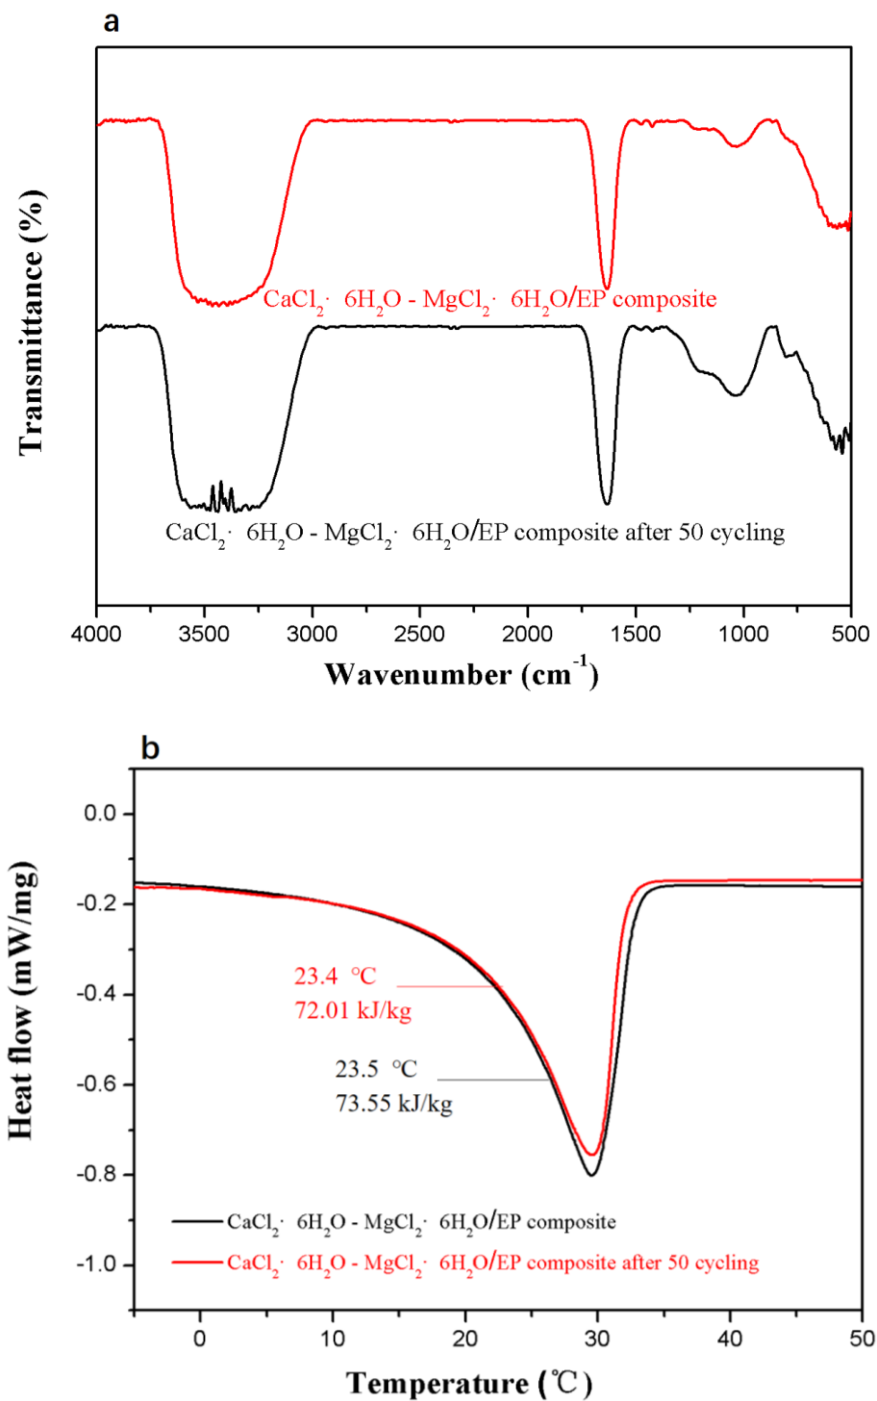 a
Transmittance (%)
CaCl₂· 6H₂O - MgCl₂· 6H₂O/EP composite
CaCl₂· 6H₂O - MgCl₂· 6H₂O/EP composite after 50 cycling
4000 3500 3000 2500 2000 1500 1000 500
Wavenumber (cm⁻¹)
b
Heat flow (mW/mg)
0.0
-0.2
-0.4
-0.6
-0.8
-1.0
23.4 ℃
72.01 kJ/kg
23.5 ℃
73.55 kJ/kg
CaCl₂· 6H₂O - MgCl₂· 6H₂O/EP composite
CaCl₂· 6H₂O - MgCl₂· 6H₂O/EP composite after 50 cycling
0 10 20 30 40 50
Temperature (℃)